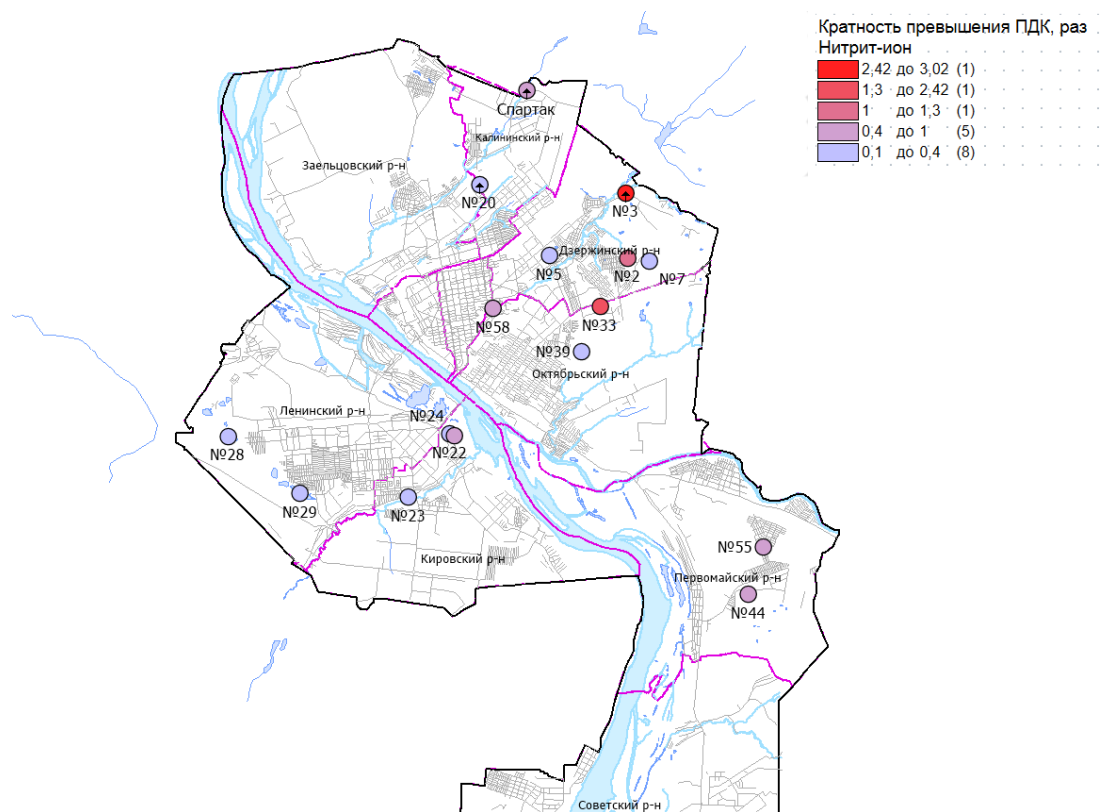 Кратность превышения ПДК, раз
Нитрит-ион
2,42 до 3,02 (1)
1,3 до 2,42 (1)
1 до 1,3 (1)
0,4 до 1 (5)
0,1 до 0,4 (8)
Спартак
Калининский р-н
Заельцовский р-н
№20
№3
Дзержинский р-н
№5
№2
№7
№58
№33
№39
Октябрьский р-н
Ленинский р-н
№24
№22
№28
№29
№23
Кировский р-н
№55
Первомайский р-н
№44
Советский р-н